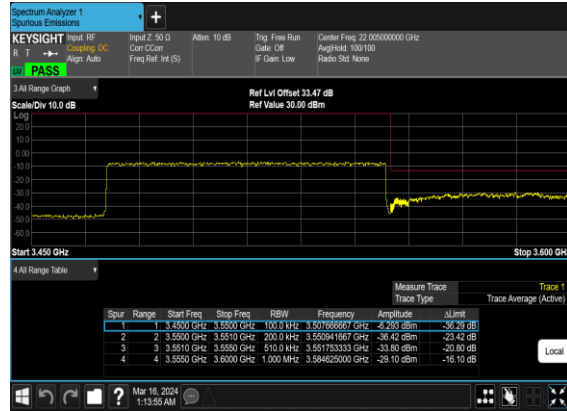 Spectrum Analyzer 1
Spurious Emissions
+
KEYSIGHT Input: RF Input Z: 50 Ω Atten: 10 dB Trig: Free Run Center Freq: 22.005000000 GHz
R T Coupling: DC Corr CCorr Gate: Off Avg|Hold: 100/100
Align: Auto Freq Ref: Int (S) IF Gain: Low Radio Std: None
PASS
3 All Range Graph
Ref Lvl Offset 33.47 dB
Scale/Div 10.0 dB Ref Value 30.00 dBm
Log
20.0
10.0
0.00
-10.0
-20.0
-30.0
-40.0
-50.0
-60.0
Start 3.450 GHz Stop 3.600 GH
4 All Range Table
Measure Trace Trace 1
Trace Type Trace Average (Active)
Spur Range Start Freq Stop Freq RBW Frequency Amplitude ΔLimit
1 1 3.4500 GHz 3.5500 GHz 100.0 kHz 3.507666667 GHz -6.293 dBm -36.29 dB
2 2 3.5500 GHz 3.5510 GHz 200.0 kHz 3.550941667 GHz -36.42 dBm -23.42 dB
3 3 3.5510 GHz 3.5550 GHz 510.0 kHz 3.551753333 GHz -33.80 dBm -20.80 dB
4 4 3.5550 GHz 3.6000 GHz 1.000 MHz 3.584625000 GHz -29.10 dBm -16.10 dB
Local
? Mar 16, 2024
1:13:55 AM